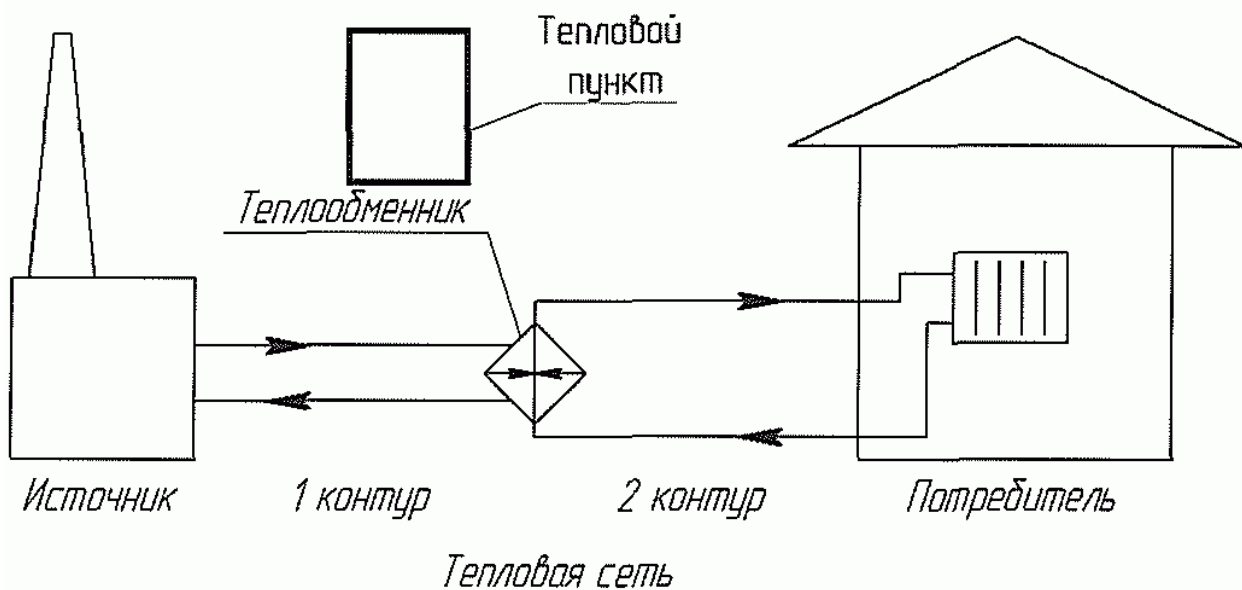 Тепловой
пункт
Теплообменник
Источник
1 контур
2 контур
Потребитель
Тепловая сеть